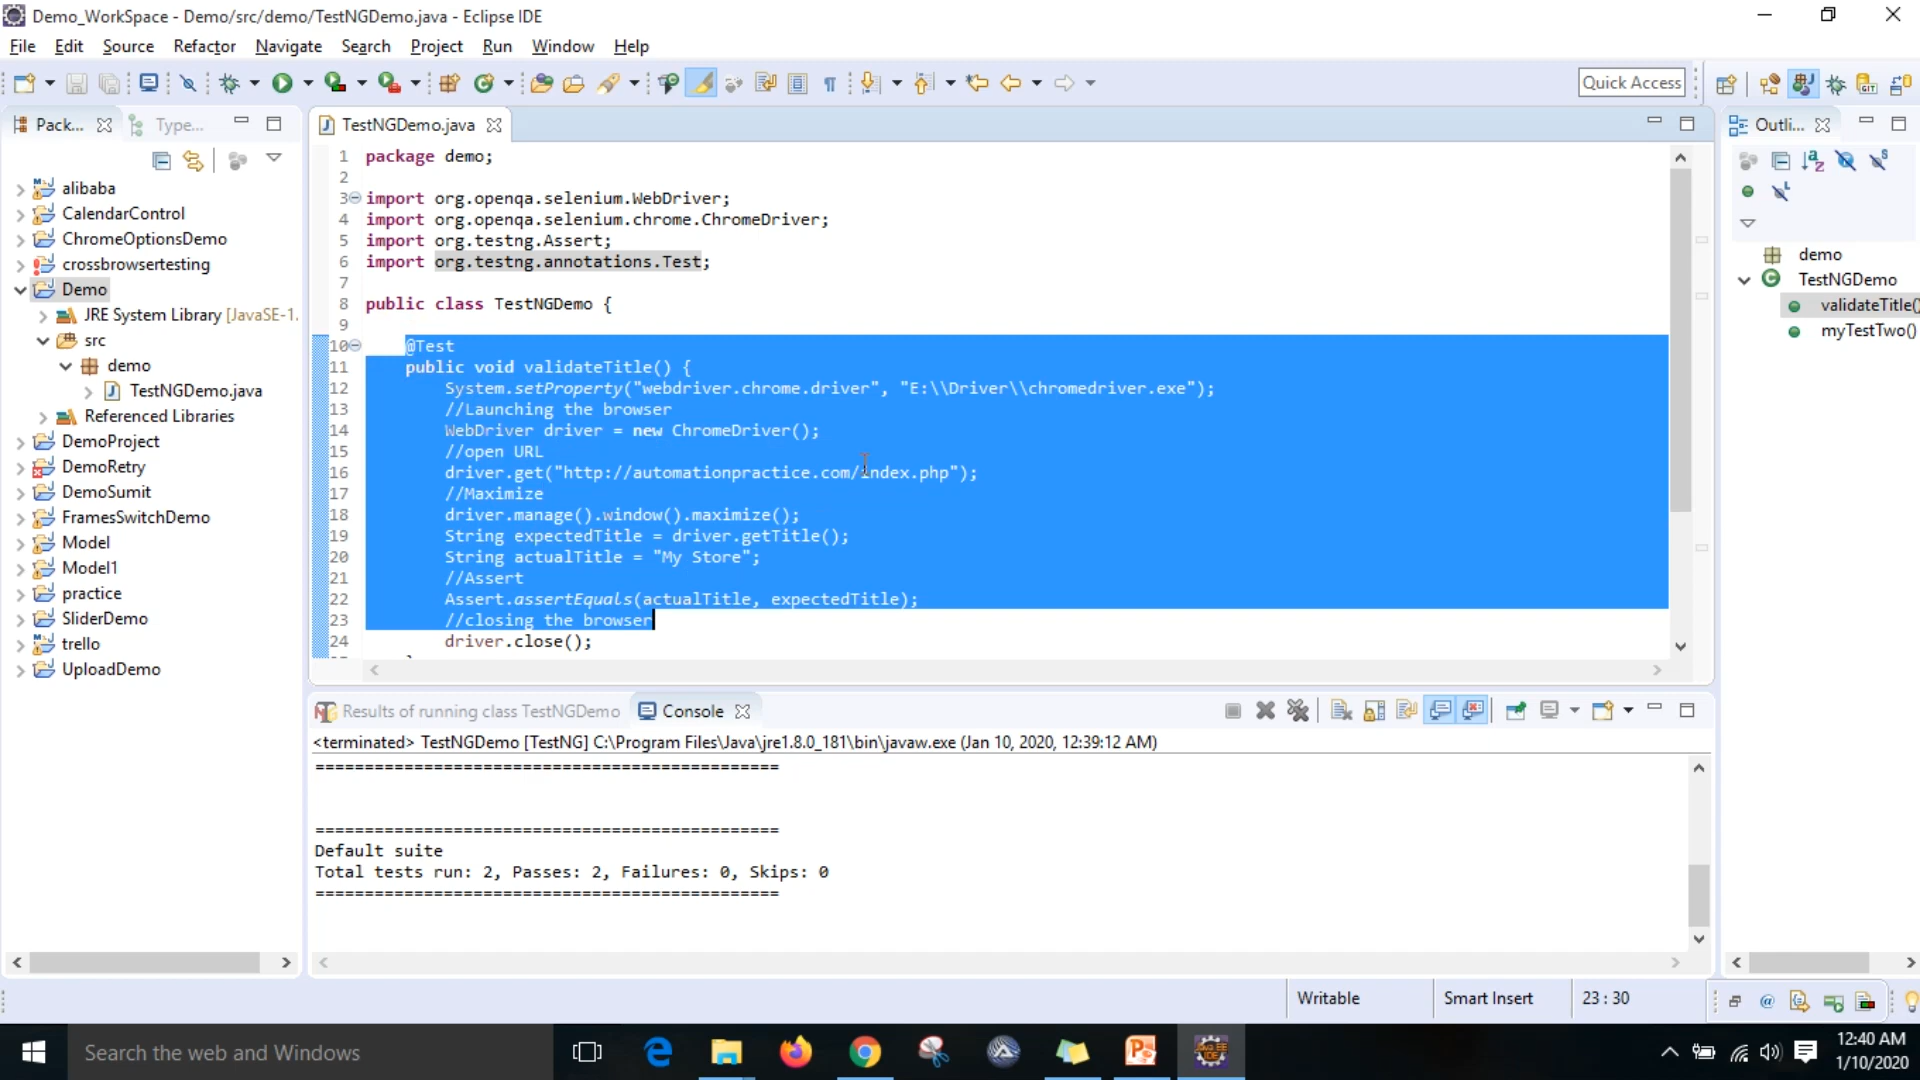 Demo_WorkSpace - Demo/src/demo/TestNGDemo.java - Eclipse IDE
File Edit Source Refactor Navigate Search Project Run Window Help
Quick Access
Pack... Type...
TestNGDemo.java
Outli...
alibaba
CalendarControl
ChromeOptionsDemo
crossbrowsertesting
Demo
JRE System Library [JavaSE-1.
src
demo
TestNGDemo.java
Referenced Libraries
DemoProject
DemoRetry
DemoSumit
FramesSwitchDemo
Model
Model1
practice
SliderDemo
trello
UploadDemo
1 package demo;
2
3 import org.openqa.selenium.WebDriver;
4 import org.openqa.selenium.chrome.ChromeDriver;
5 import org.testng.Assert;
6 import org.testng.annotations.Test;
7
8 public class TestNGDemo {
9
10 @Test
11 public void validateTitle() {
12 System.setProperty("webdriver.chrome.driver", "E:\\Driver\\chromedriver.exe");
13 //Launching the browser
14 WebDriver driver = new ChromeDriver();
15 //open URL
16 driver.get("http://automationpractice.com/index.php");
17 //Maximize
18 driver.manage().window().maximize();
19 String expectedTitle = driver.getTitle();
20 String actualTitle = "My Store";
21 //Assert
22 Assert.assertEquals(actualTitle, expectedTitle);
23 //closing the browser
24 driver.close();
demo
TestNGDemo
validateTitle()
myTestTwo()
Results of running class TestNGDemo Console
<terminated> TestNGDemo [TestNG] C:\Program Files\Java\jre1.8.0_181\bin\javaw.exe (Jan 10, 2020, 12:39:12 AM)
===============================================
===============================================
Default suite
Total tests run: 2, Passes: 2, Failures: 0, Skips: 0
===============================================
Writable Smart Insert 23 : 30
Search the web and Windows
12:40 AM
1/10/2020